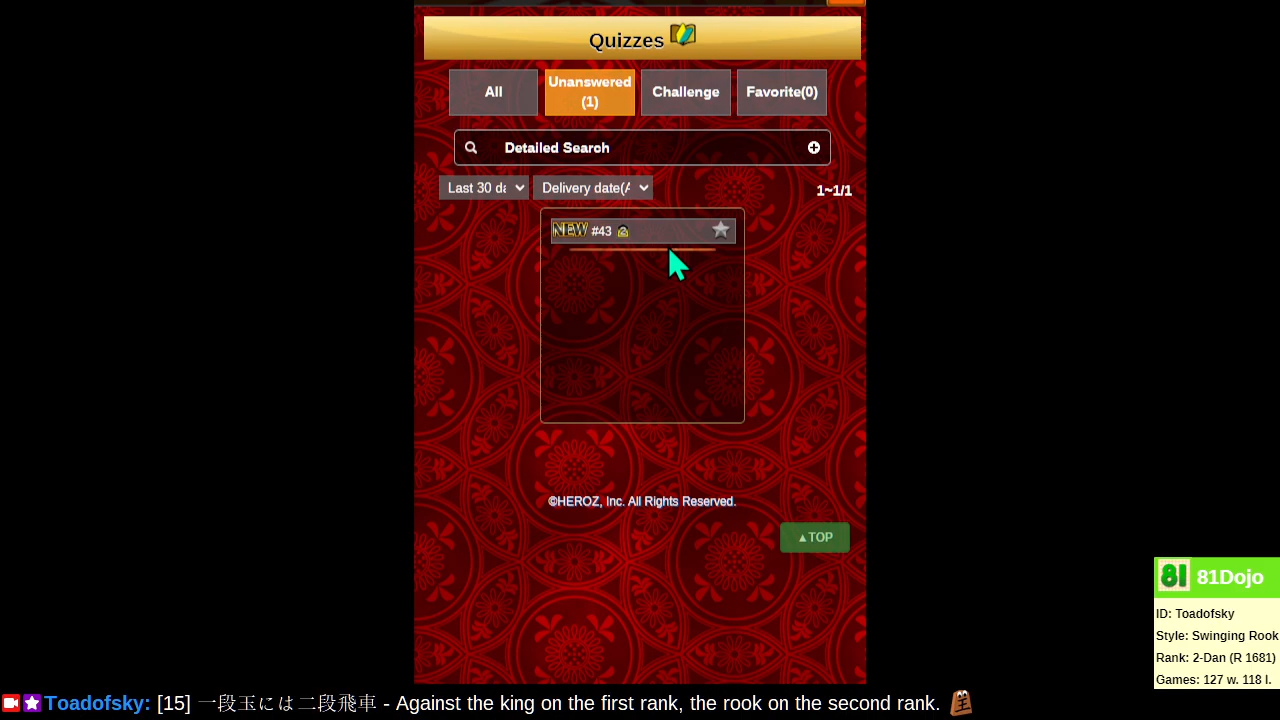 Quizzes
All
Unanswered
(1)
Challenge
Favorite(0)
Detailed Search
Last 30 da
Delivery date(A
1~1/1
NEW #43
©HEROZ, Inc. All Rights Reserved.
▲TOP
81 81Dojo
ID: Toadofsky
Style: Swinging Rook
Rank: 2-Dan (R 1681)
Games: 127 w. 118 l.
Toadofsky: [15] 一段玉には二段飛車 - Against the king on the first rank, the rook on the second rank.